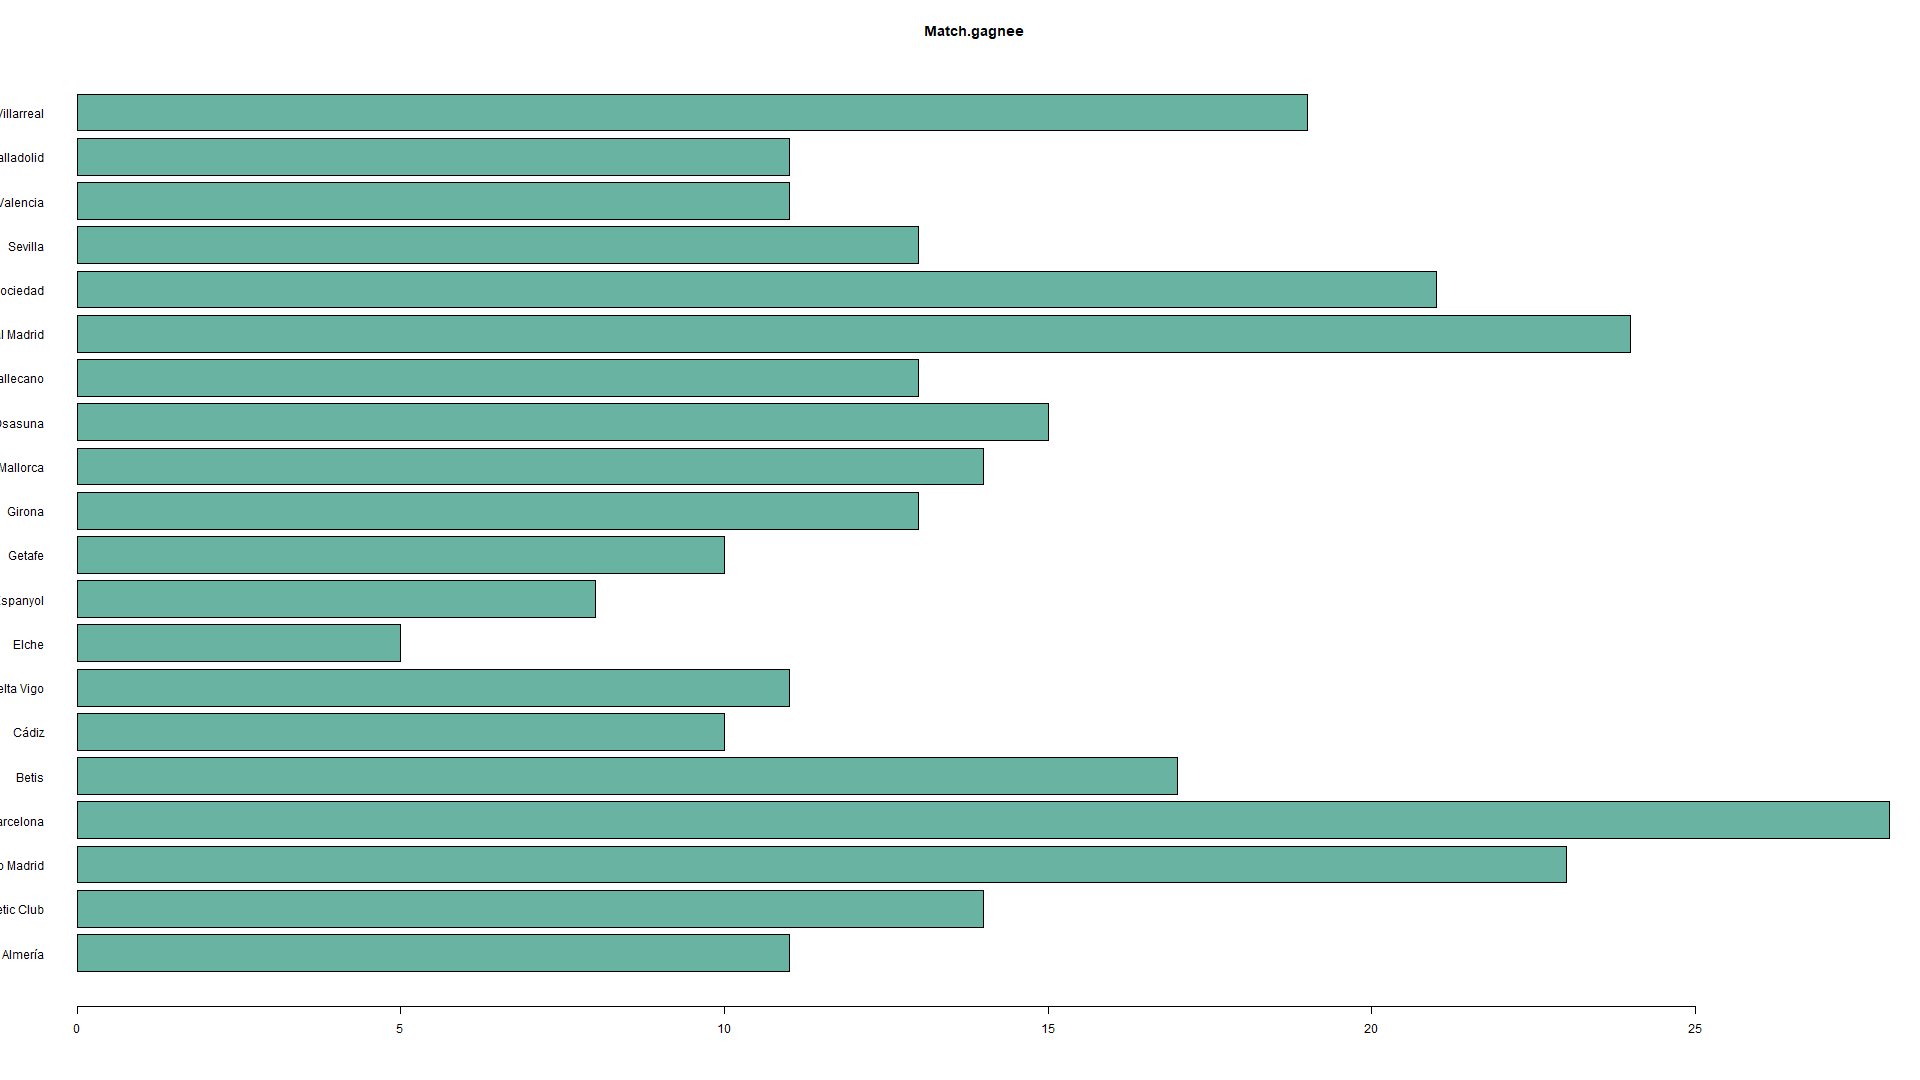 Match.gagnee
Villarreal
alladolid
Valencia
Sevilla
ociedad
l Madrid
allecano
Osasuna
Mallorca
Girona
Getafe
spanyol
Elche
elta Vigo
Cádiz
Betis
arcelona
o Madrid
etic Club
Almería
0 5 10 15 20 25